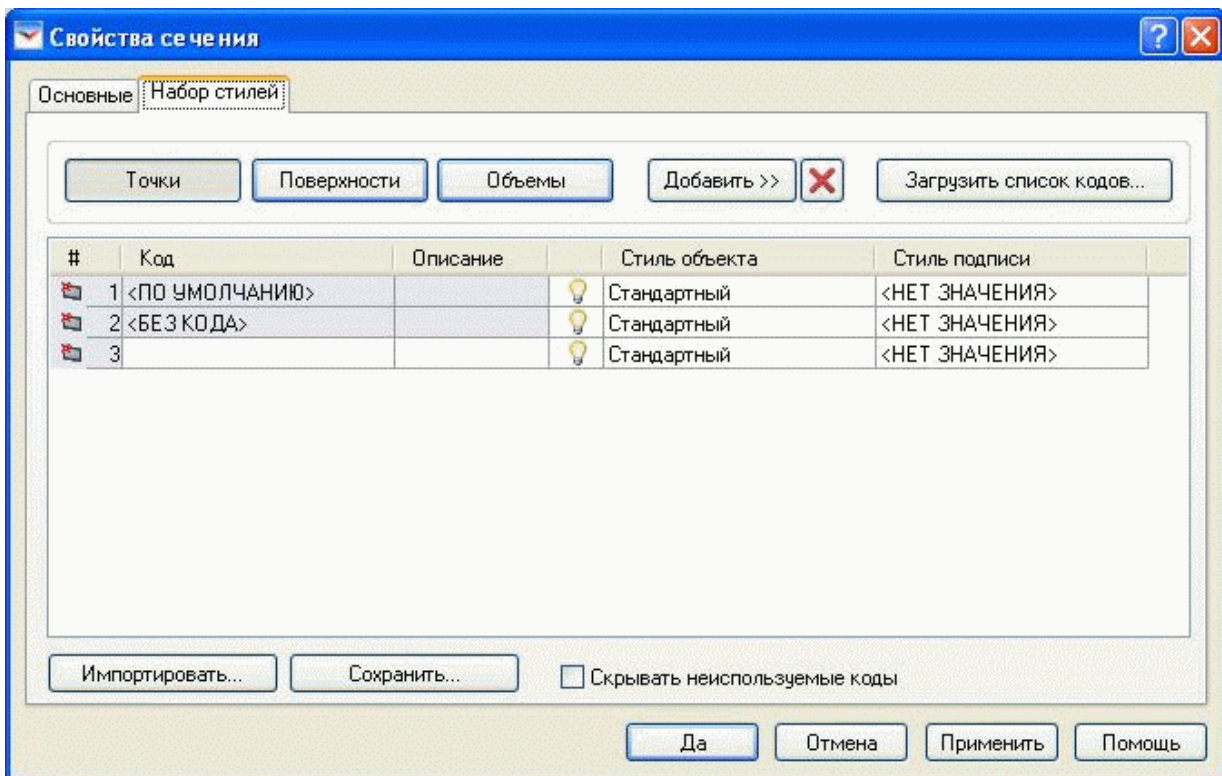 Свойства сечения
Основные Набор стилей
Точки Поверхности Объемы Добавить >> Загрузить список кодов...
# Код Описание Стиль объекта Стиль подписи
1 <ПО УМОЛЧАНИЮ> Стандартный <НЕТ ЗНАЧЕНИЯ>
2 <БЕЗ КОДА> Стандартный <НЕТ ЗНАЧЕНИЯ>
3 Стандартный <НЕТ ЗНАЧЕНИЯ>
Импортировать... Сохранить... Скрывать неиспользуемые коды
Да Отмена Применить Помощь